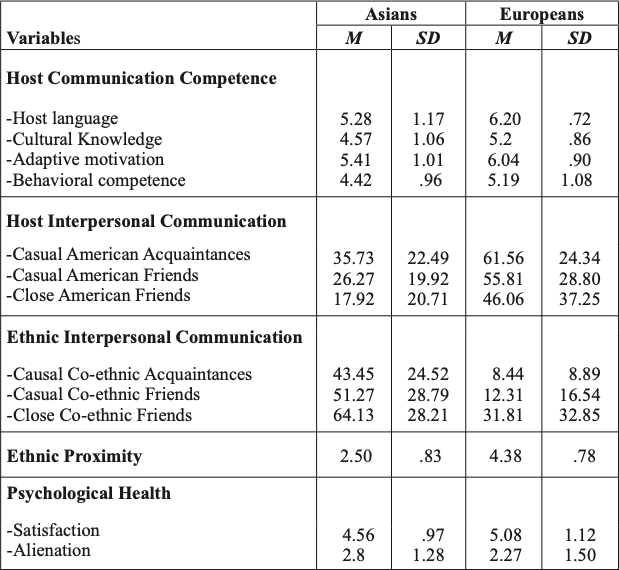 Asians Europeans
Variables M SD M SD
Host Communication Competence
-Host language 5.28 1.17 6.20 .72
-Cultural Knowledge 4.57 1.06 5.2 .86
-Adaptive motivation 5.41 1.01 6.04 .90
-Behavioral competence 4.42 .96 5.19 1.08
Host Interpersonal Communication
-Casual American Acquaintances 35.73 22.49 61.56 24.34
-Casual American Friends 26.27 19.92 55.81 28.80
-Close American Friends 17.92 20.71 46.06 37.25
Ethnic Interpersonal Communication
-Causal Co-ethnic Acquaintances 43.45 24.52 8.44 8.89
-Casual Co-ethnic Friends 51.27 28.79 12.31 16.54
-Close Co-ethnic Friends 64.13 28.21 31.81 32.85
Ethnic Proximity 2.50 .83 4.38 .78
Psychological Health
-Satisfaction 4.56 .97 5.08 1.12
-Alienation 2.8 1.28 2.27 1.50